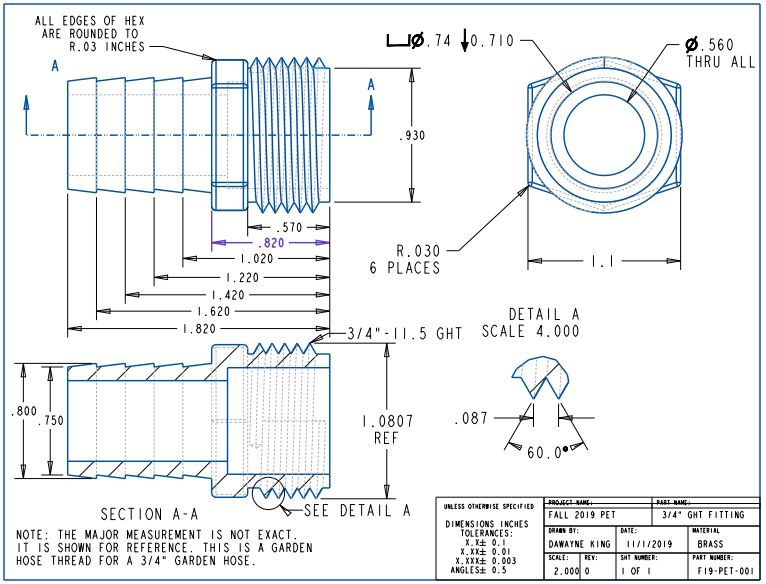 ALL EDGES OF HEX
ARE ROUNDED TO
R.03 INCHES
A
A
⌴Ø.74 ↧0.710
Ø.560
THRU ALL
.930
.570
.820
1.020
1.220
1.420
1.620
1.820
R.030
6 PLACES
1.1
DETAIL A
SCALE 4.000
3/4"-11.5 GHT
.800
.750
1.0807
REF
.087
60.0°
SECTION A-A
SEE DETAIL A
NOTE: THE MAJOR MEASUREMENT IS NOT EXACT.
IT IS SHOWN FOR REFERENCE. THIS IS A GARDEN
HOSE THREAD FOR A 3/4" GARDEN HOSE.
UNLESS OTHERWISE SPECIFIED
DIMENSIONS INCHES
TOLERANCES:
X.X± 0.1
X.XX± 0.01
X.XXX± 0.003
ANGLES± 0.5
PROJECT NAME:
FALL 2019 PET
PART NAME:
3/4" GHT FITTING
DRAWN BY:
DAWAYNE KING
DATE:
11/1/2019
MATERIAL
BRASS
SCALE:
2.000
REV:
0
SHT NUMBER:
1 OF 1
PART NUMBER:
F19-PET-001